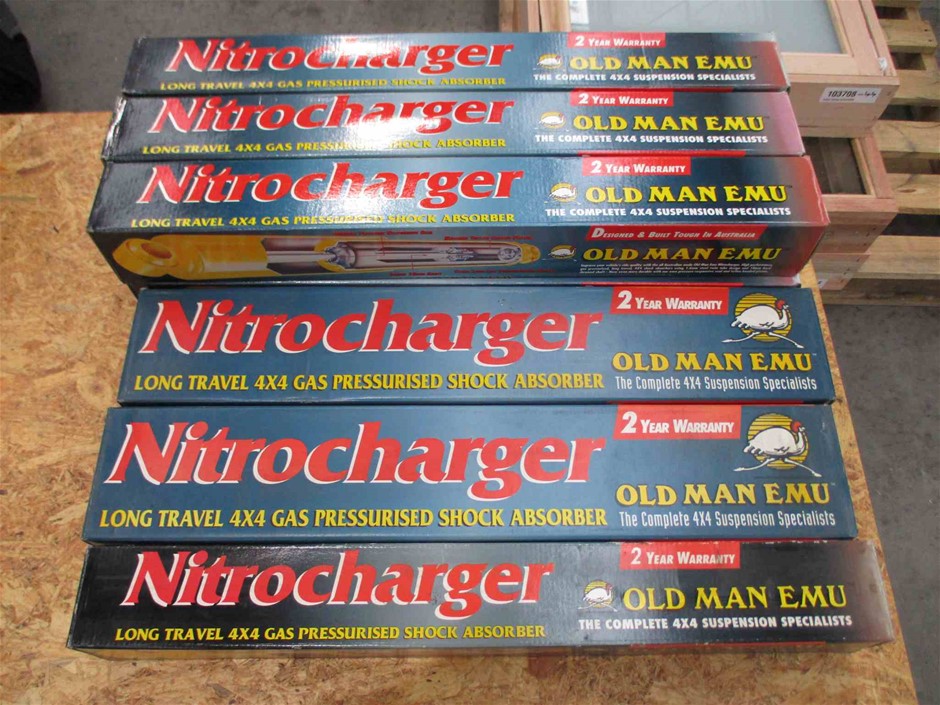 Nitrocharger
LONG TRAVEL 4X4 GAS PRESSURISED SHOCK ABSORBER
2 YEAR WARRANTY
OLD MAN EMU™
THE COMPLETE 4X4 SUSPENSION SPECIALISTS
103708
Nitrocharger
LONG TRAVEL 4X4 GAS PRESSURISED SHOCK ABSORBER
2 YEAR WARRANTY
OLD MAN EMU™
THE COMPLETE 4X4 SUSPENSION SPECIALISTS
Nitrocharger
LONG TRAVEL 4X4 GAS PRESSURISED SHOCK ABSORBER
2 YEAR WARRANTY
OLD MAN EMU™
THE COMPLETE 4X4 SUSPENSION SPECIALISTS
DESIGNED & BUILT TOUGH IN AUSTRALIA
OLD MAN EMU™
Nitrocharger
LONG TRAVEL 4X4 GAS PRESSURISED SHOCK ABSORBER
2 YEAR WARRANTY
OLD MAN EMU™
The Complete 4X4 Suspension Specialists
Nitrocharger
LONG TRAVEL 4X4 GAS PRESSURISED SHOCK ABSORBER
2 YEAR WARRANTY
OLD MAN EMU™
The Complete 4X4 Suspension Specialists
Nitrocharger
LONG TRAVEL 4X4 GAS PRESSURISED SHOCK ABSORBER
2 YEAR WARRANTY
OLD MAN EMU
THE COMPLETE 4X4 SUSPENSION SPECIALISTS